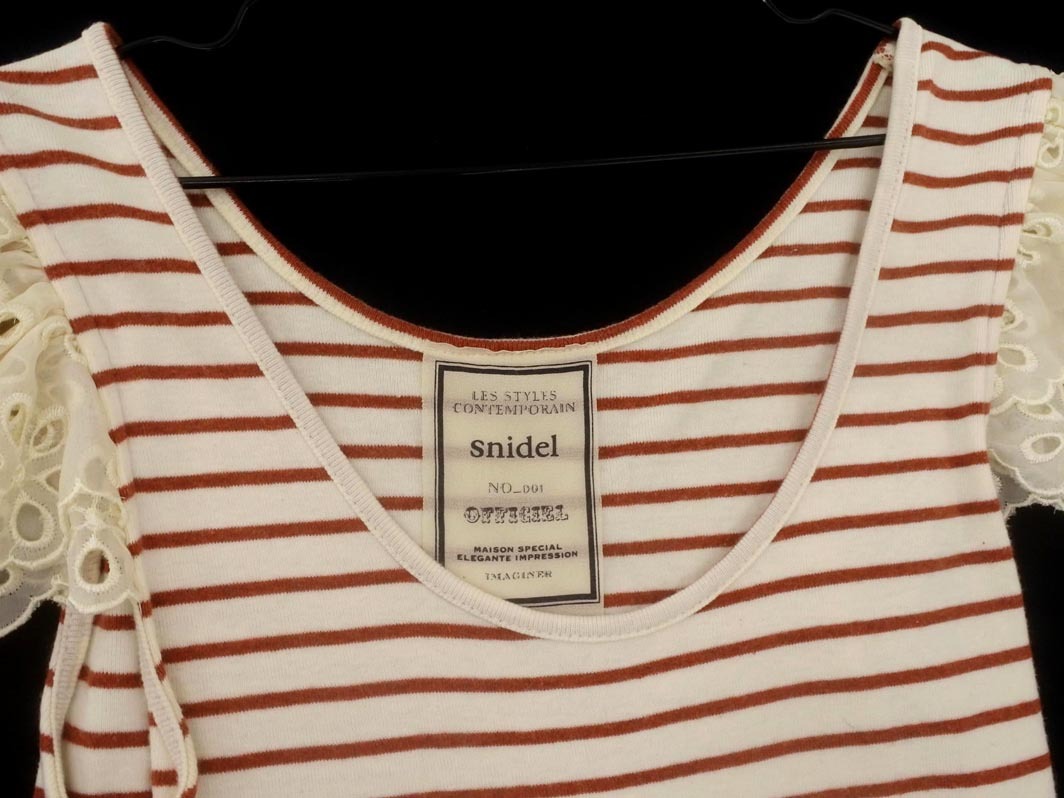 LES STYLES
CONTEMPORAIN
snidel
NO_001
OFFICIEL
MAISON SPECIAL
ELEGANTE IMPRESSION
IMAGINER